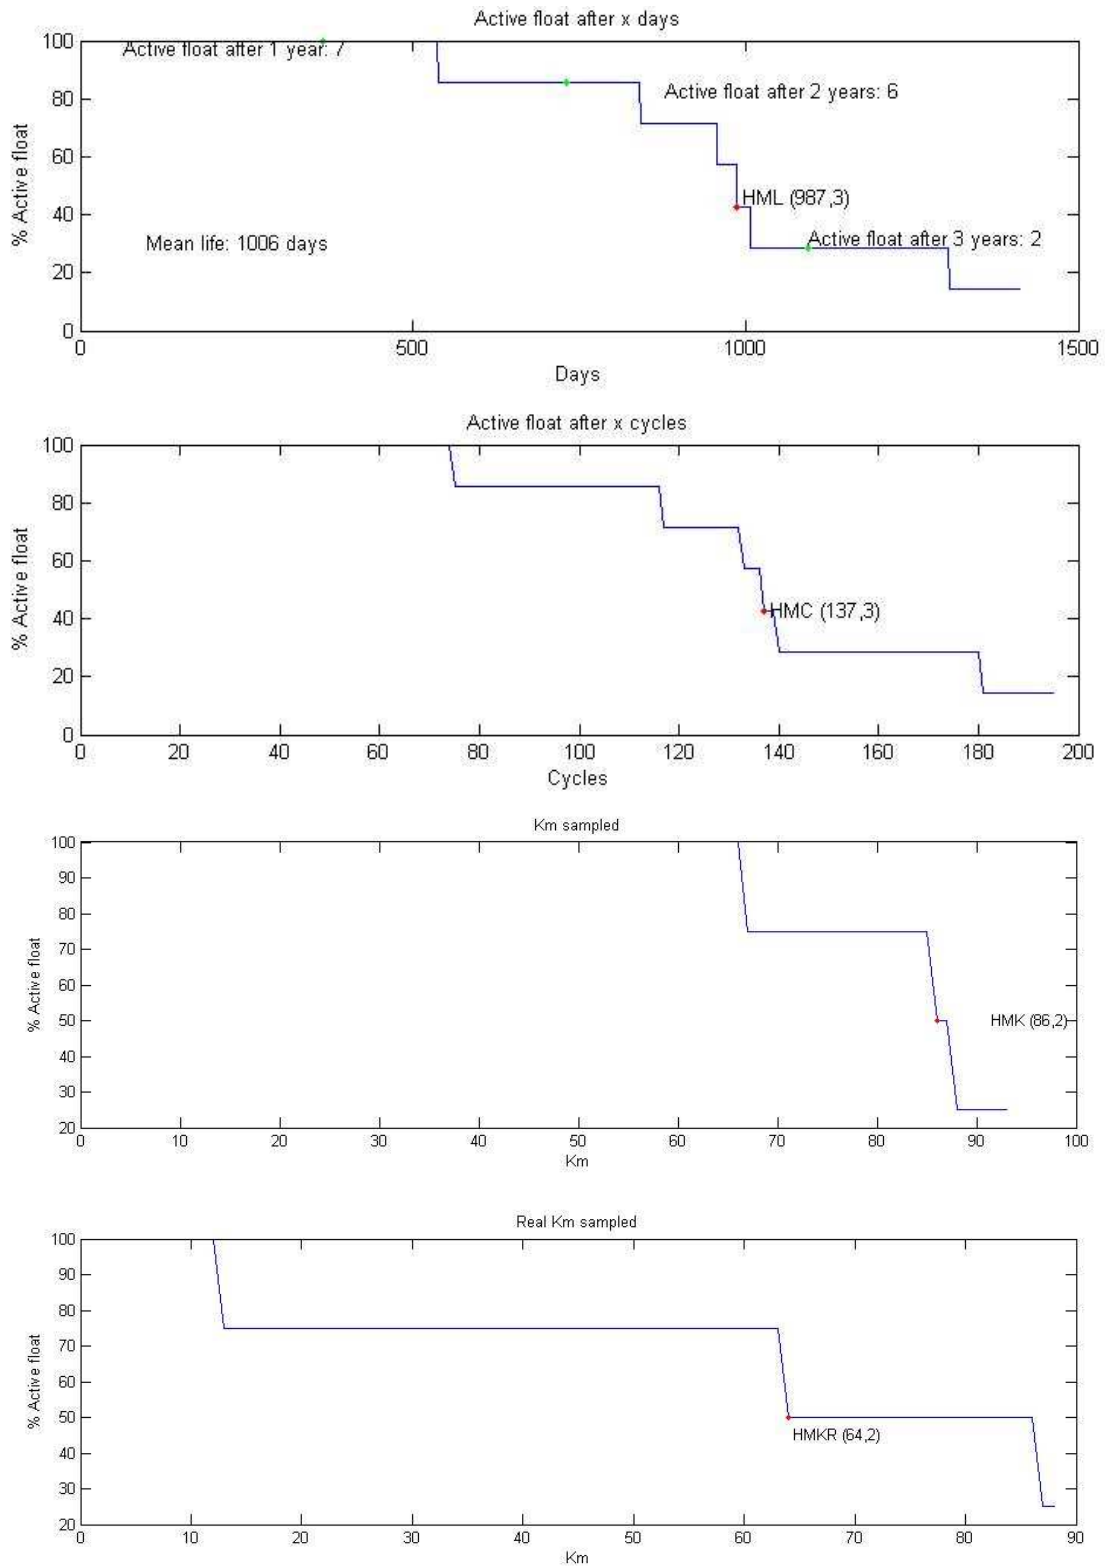 Active float after x days
100
80
60
40
20
0
% Active float
Active float after 1 year: 7
Active float after 2 years: 6
HML (987,3)
Active float after 3 years: 2
Mean life: 1006 days
0 500 1000 1500
Days
Active float after x cycles
100
80
60
40
20
0
% Active float
HMC (137,3)
0 20 40 60 80 100 120 140 160 180 200
Cycles
Km sampled
100
90
80
70
60
50
40
30
20
% Active float
HMK (86,2)
0 10 20 30 40 50 60 70 80 90 100
Km
Real Km sampled
100
90
80
70
60
50
40
30
20
% Active float
HMKR (64,2)
0 10 20 30 40 50 60 70 80 90
Km